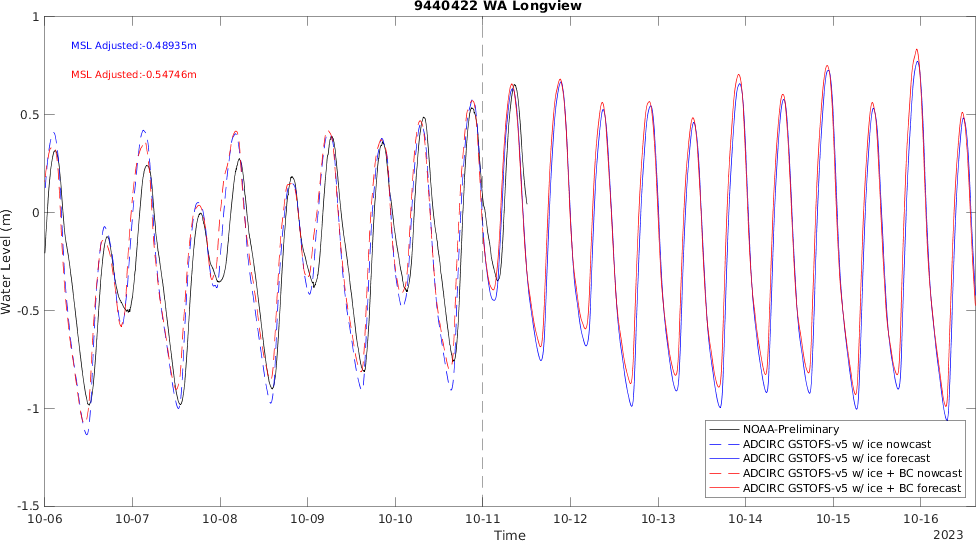 9440422 WA Longview
MSL Adjusted:-0.48935m
MSL Adjusted:-0.54746m
Water Level (m)
1
0.5
0
-0.5
-1
-1.5
NOAA-Preliminary
ADCIRC GSTOFS-v5 w/ ice nowcast
ADCIRC GSTOFS-v5 w/ ice forecast
ADCIRC GSTOFS-v5 w/ ice + BC nowcast
ADCIRC GSTOFS-v5 w/ ice + BC forecast
10-06 10-07 10-08 10-09 10-10 10-11 10-12 10-13 10-14 10-15 10-16
Time
2023